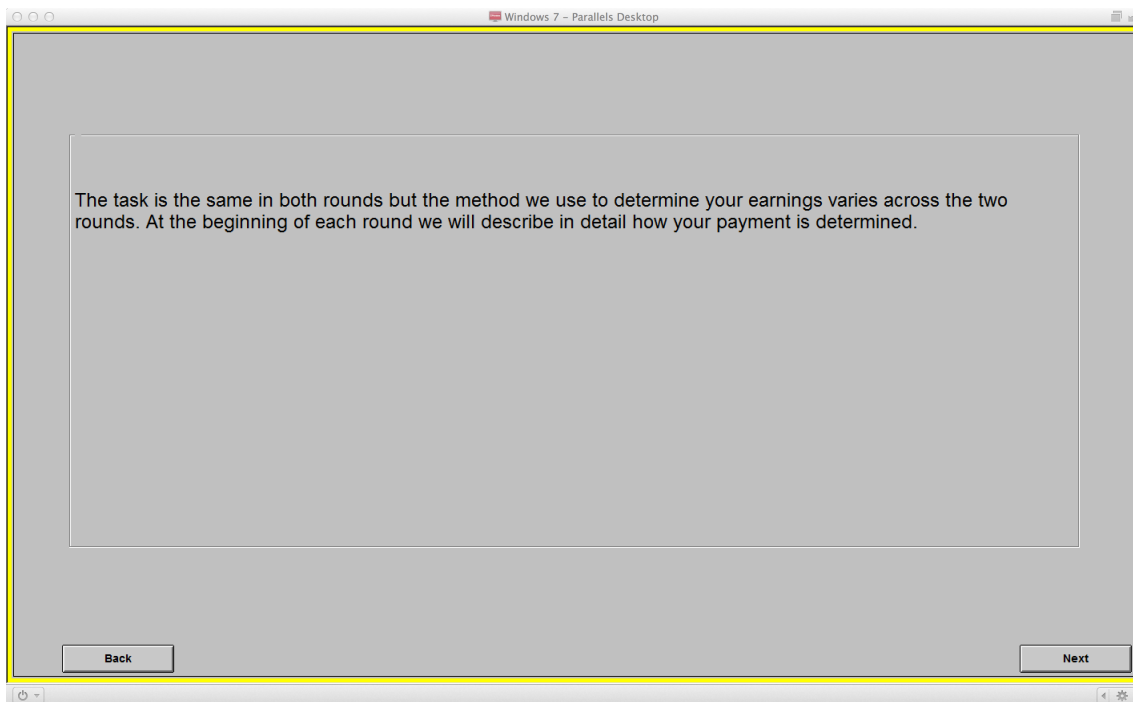 Windows 7 – Parallels Desktop
The task is the same in both rounds but the method we use to determine your earnings varies across the two
rounds. At the beginning of each round we will describe in detail how your payment is determined.
Back
Next